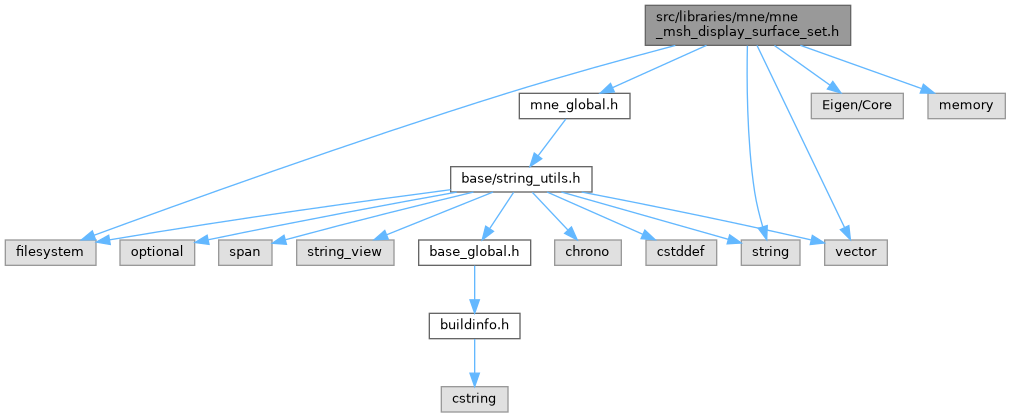 src/libraries/mne/mne
_msh_display_surface_set.h
mne_global.h
Eigen/Core
memory
base/string_utils.h
filesystem
optional
span
string_view
base_global.h
chrono
cstddef
string
vector
buildinfo.h
cstring